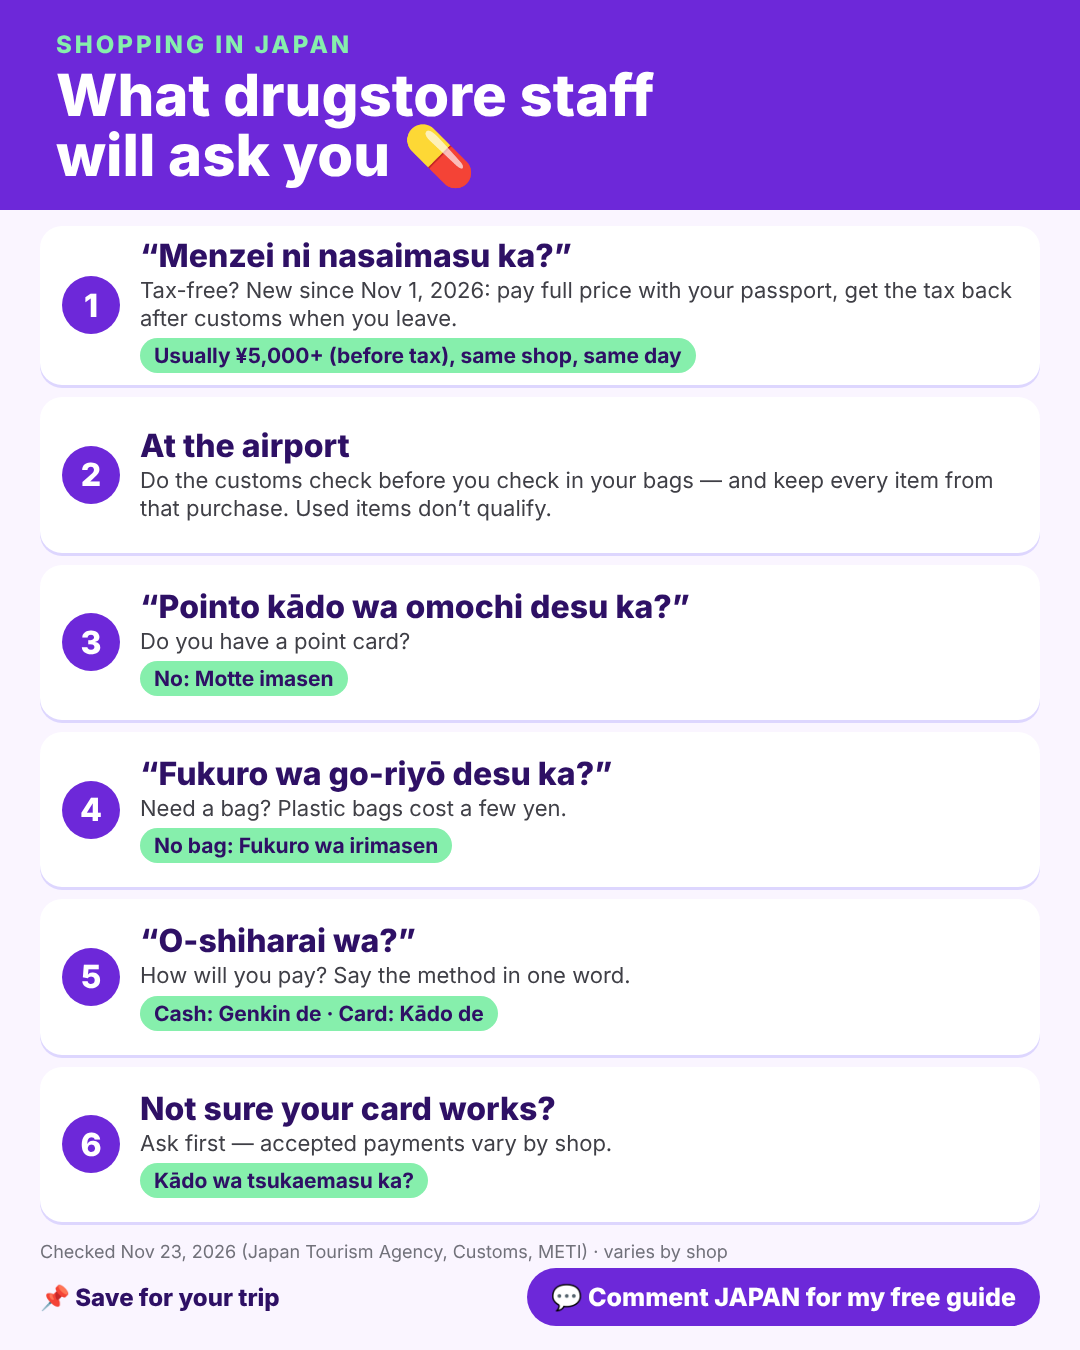 SHOPPING IN JAPAN
What drugstore staff
will ask you 💊
1
“Menzei ni nasaimasu ka?”
Tax-free? New since Nov 1, 2026: pay full price with your passport, get the tax back
after customs when you leave.
Usually ¥5,000+ (before tax), same shop, same day
2
At the airport
Do the customs check before you check in your bags — and keep every item from
that purchase. Used items don’t qualify.
3
“Pointo kādo wa omochi desu ka?”
Do you have a point card?
No: Motte imasen
4
“Fukuro wa go-riyō desu ka?”
Need a bag? Plastic bags cost a few yen.
No bag: Fukuro wa irimasen
5
“O-shiharai wa?”
How will you pay? Say the method in one word.
Cash: Genkin de · Card: Kādo de
6
Not sure your card works?
Ask first — accepted payments vary by shop.
Kādo wa tsukaemasu ka?
Checked Nov 23, 2026 (Japan Tourism Agency, Customs, METI) · varies by shop
📌 Save for your trip
💬 Comment JAPAN for my free guide